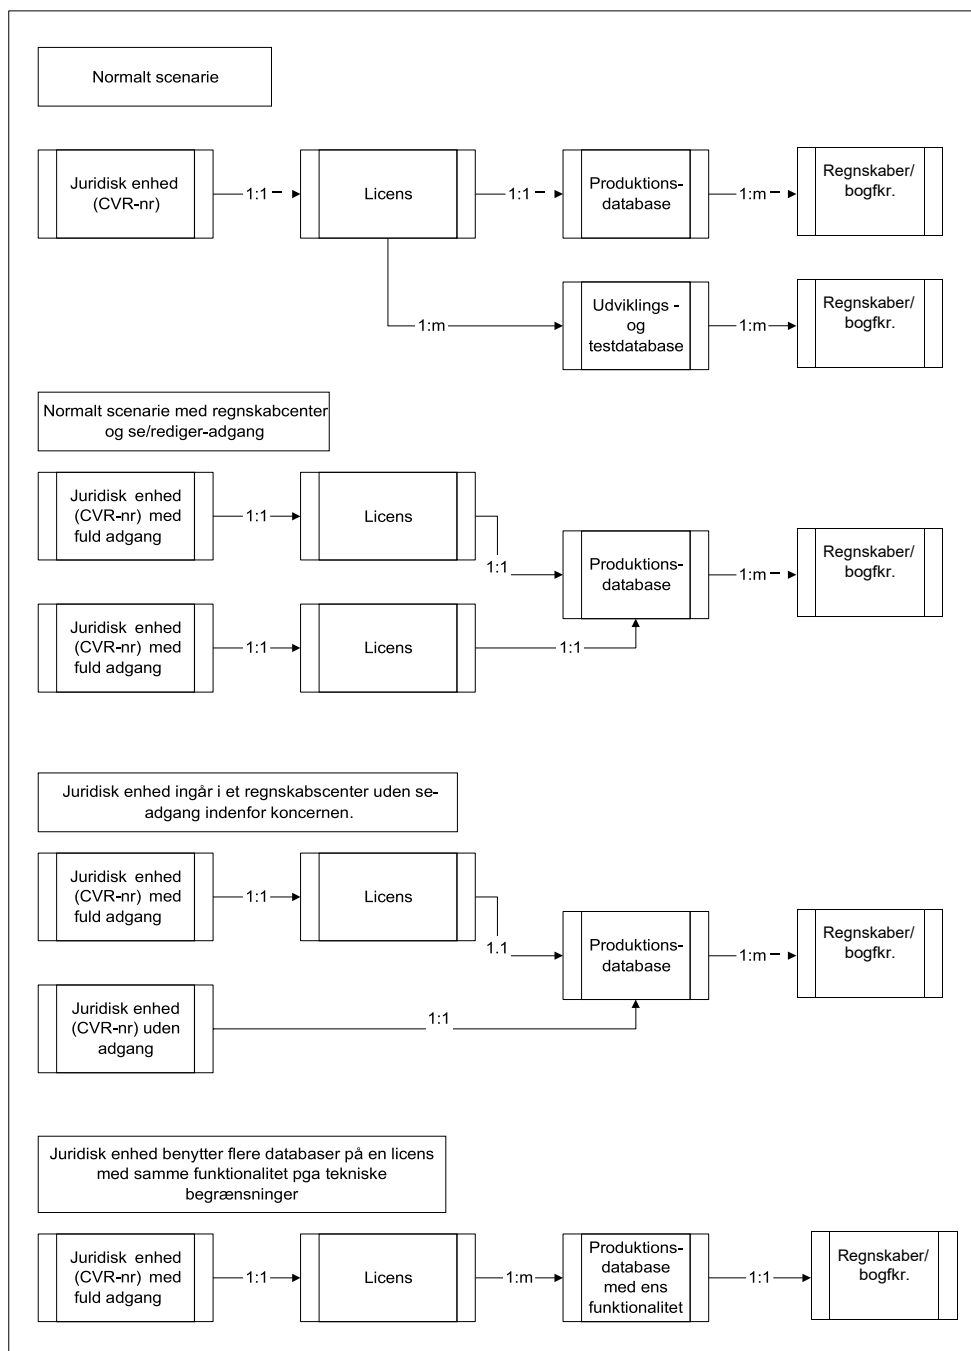 Normalt scenarie
Juridisk enhed
(CVR-nr)
1:1
Licens
1:1
Produktions-
database
1:m
Regnskaber/
bogfkr.
1:m
Udviklings -
og
testdatabase
1:m
Regnskaber/
bogfkr.
Normalt scenarie med regnskabcenter
og se/rediger-adgang
Juridisk enhed
(CVR-nr) med
fuld adgang
1:1
Licens
1:1
Produktions-
database
1:m
Regnskaber/
bogfkr.
Juridisk enhed
(CVR-nr) med
fuld adgang
1:1
Licens
1:1
Juridisk enhed ingår i et regnskabscenter uden se-
adgang indenfor koncernen.
Juridisk enhed
(CVR-nr) med
fuld adgang
1:1
Licens
1.1
Produktions-
database
1:m
Regnskaber/
bogfkr.
Juridisk enhed
(CVR-nr) uden
adgang
1:1
Juridisk enhed benytter flere databaser på en licens
med samme funktionalitet pga tekniske
begrænsninger
Juridisk enhed
(CVR-nr) med
fuld adgang
1:1
Licens
1:m
Produktions-
database
med ens
funktionalitet
1:1
Regnskaber/
bogfkr.